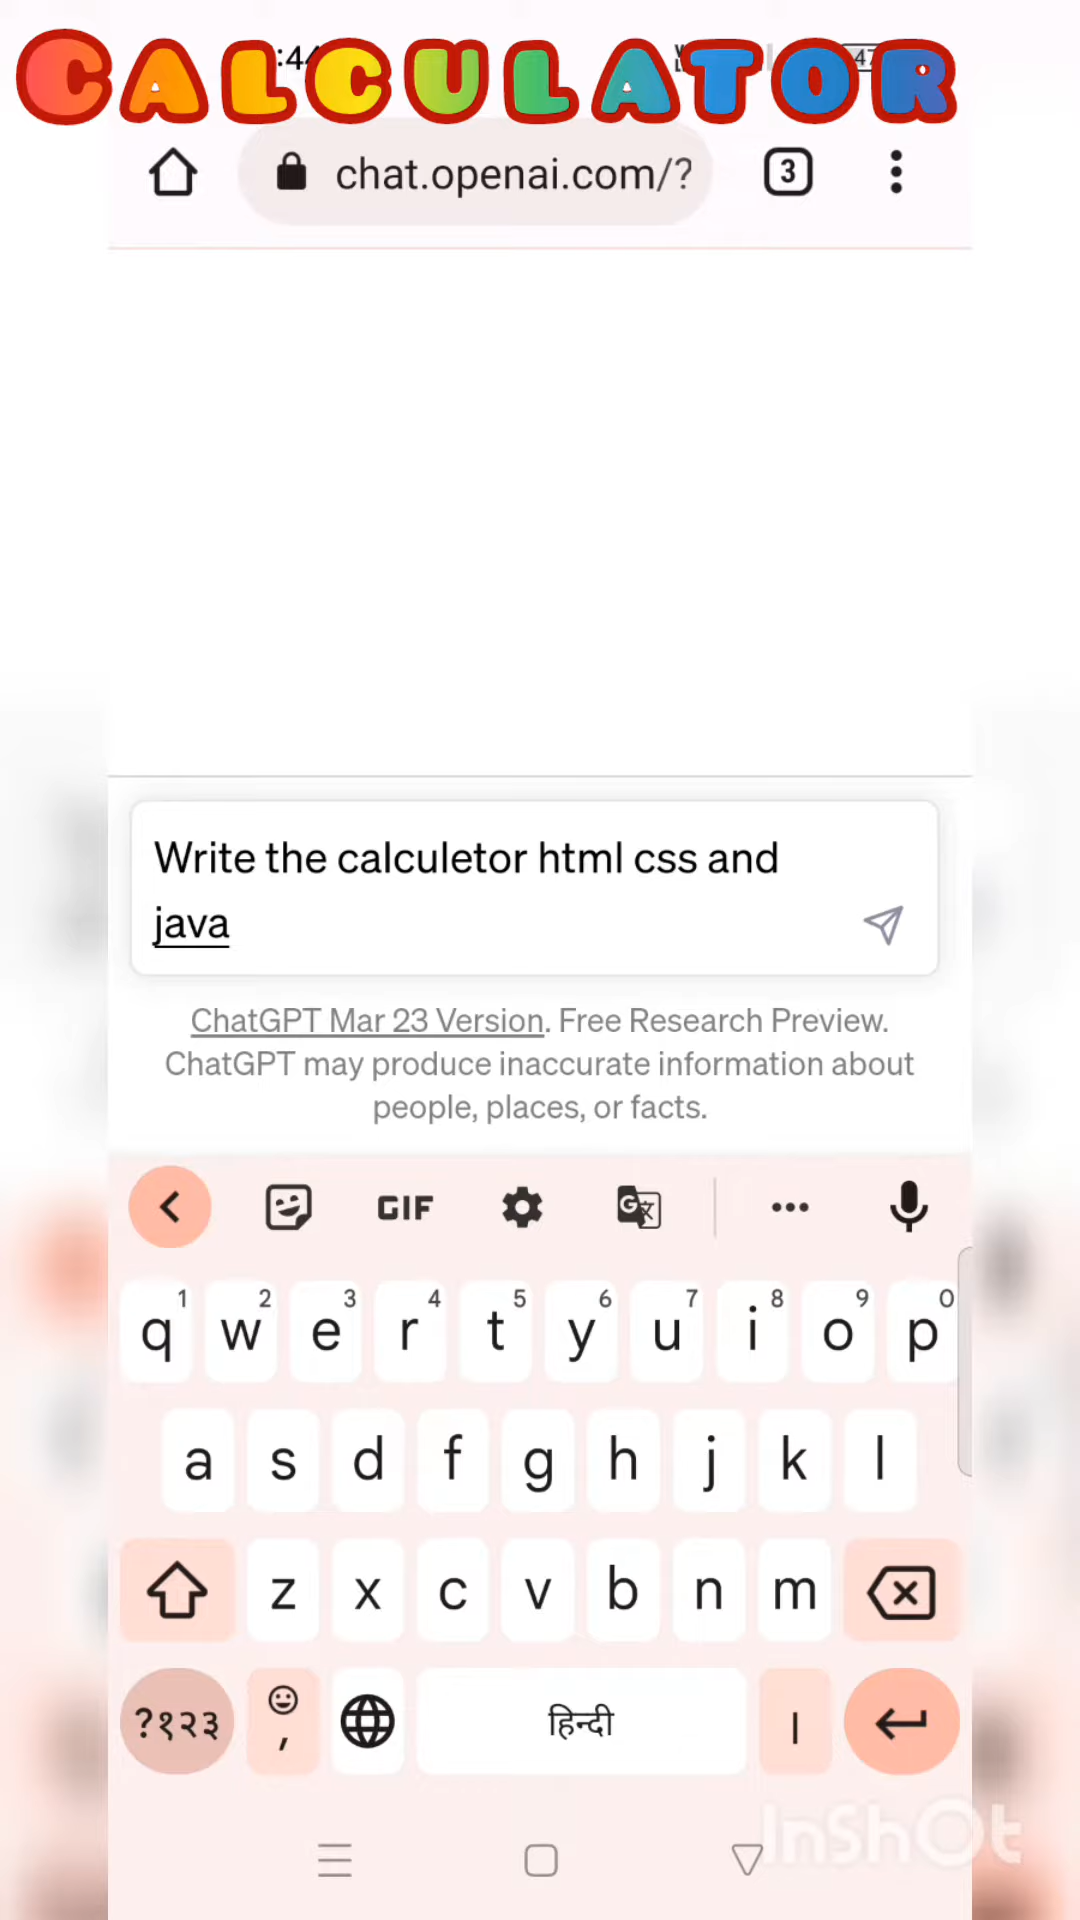 CALCULATOR
:44
47
chat.openai.com/?
3
Write the calculetor html css and
java
ChatGPT Mar 23 Version. Free Research Preview.
ChatGPT may produce inaccurate information about
people, places, or facts.
GIF
G
1 2 3 4 5 6 7 8 9 0
q w e r t y u i o p
a s d f g h j k l
z x c v b n m
?१२३ , हिन्दी |
InShOt